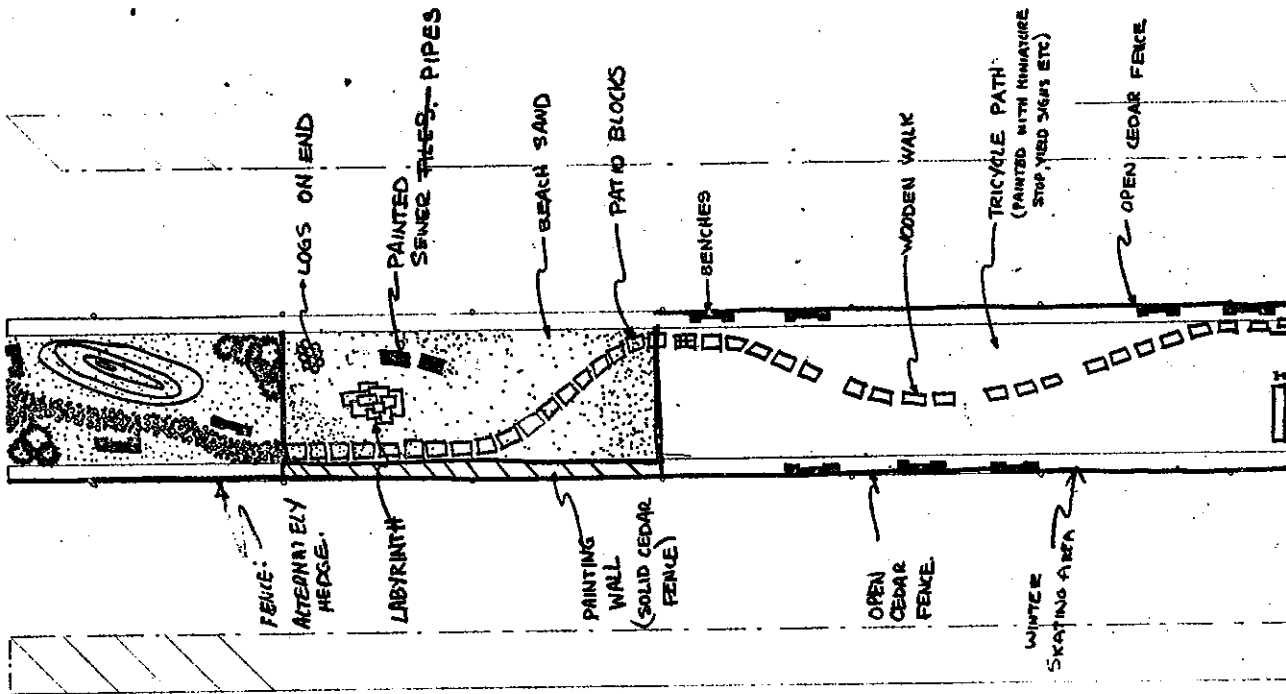 LOGS ON END
PAINTED
SEWER TILES. PIPES
BEACH SAND
PATIO BLOCKS
BENCHES
WOODEN WALK
TRICYCLE PATH
(PAINTED WITH MINIATURE
STOP, YIELD SIGNS ETC)
OPEN CEDAR FENCE
FENCE:
ALTERNATELY
HEDGE.
LABYRINTH
PAINTING
WALL
(SOLID CEDAR
FENCE)
OPEN
CEDAR
FENCE.
WINTER
SKATING AREA